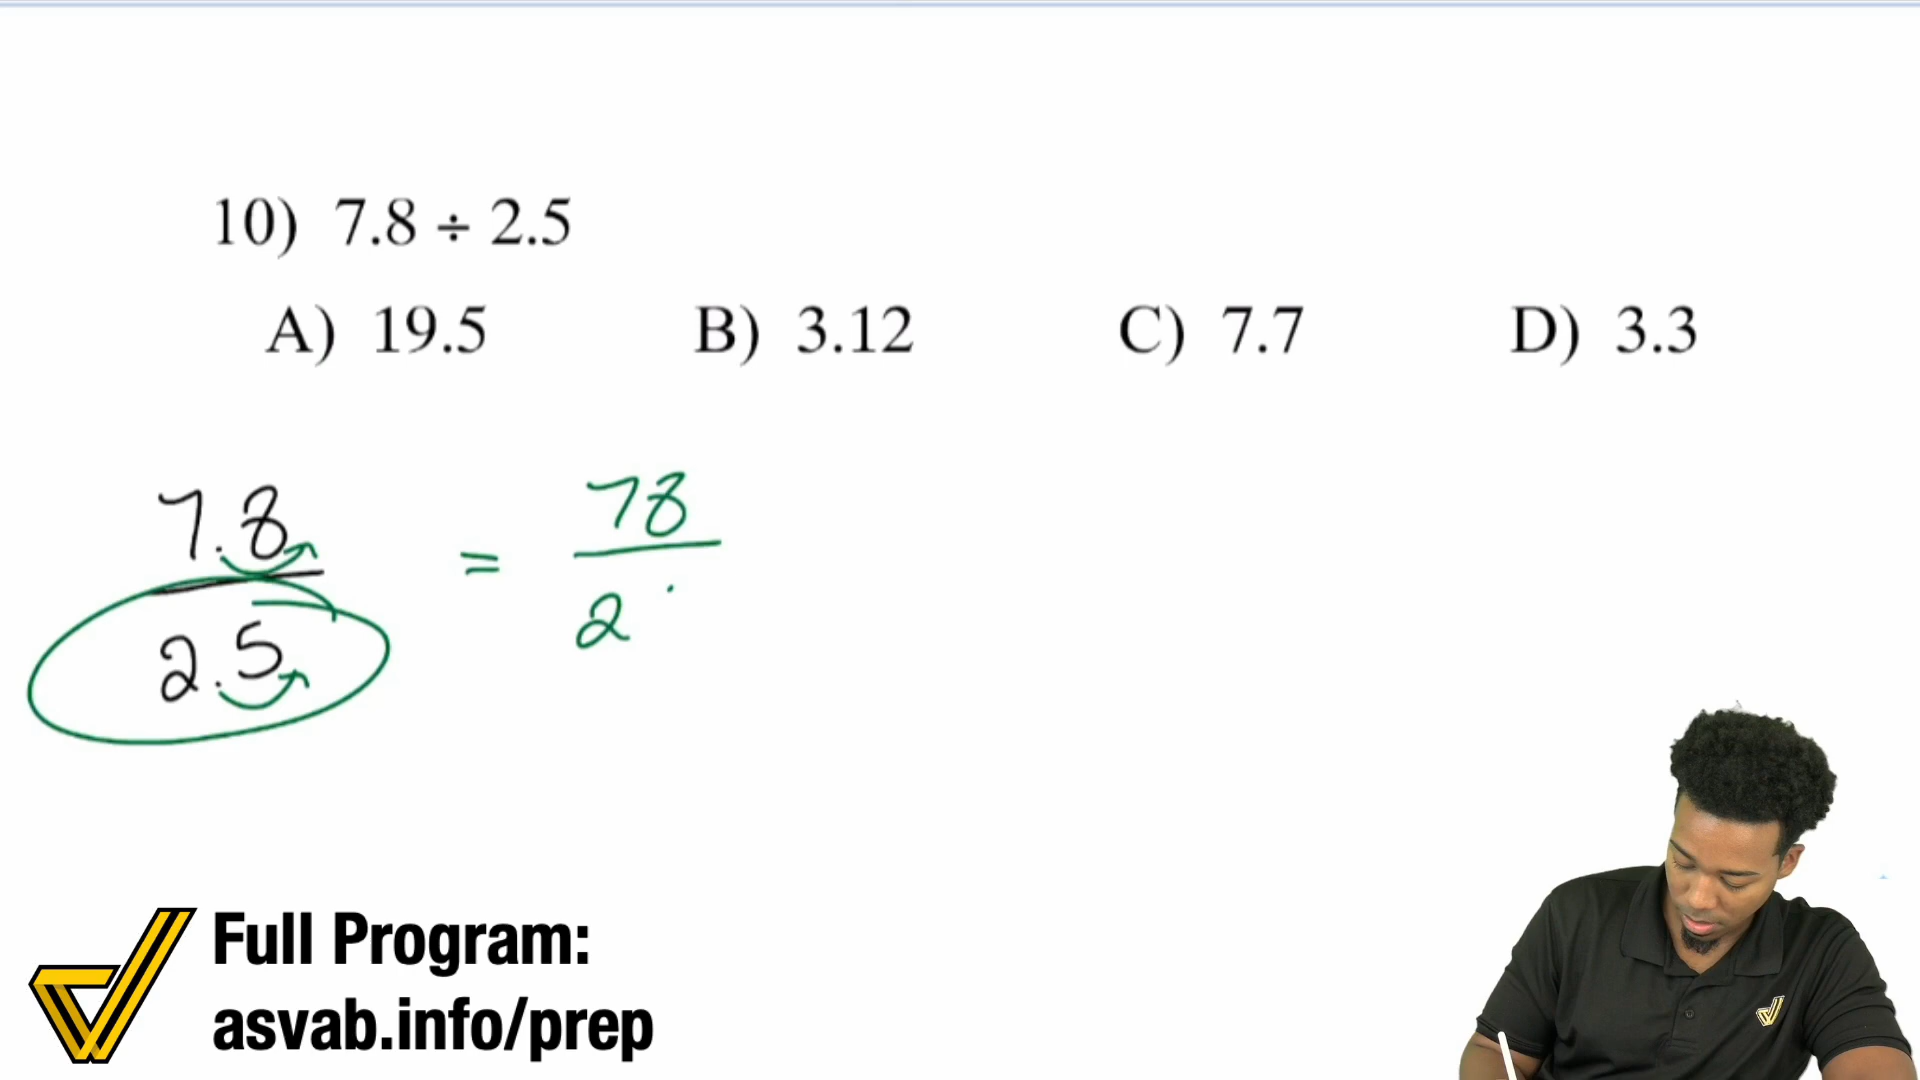 10) 7.8 ÷ 2.5
A) 19.5 B) 3.12 C) 7.7 D) 3.3
7.8 = 78
2.5 2
Full Program:
asvab.info/prep